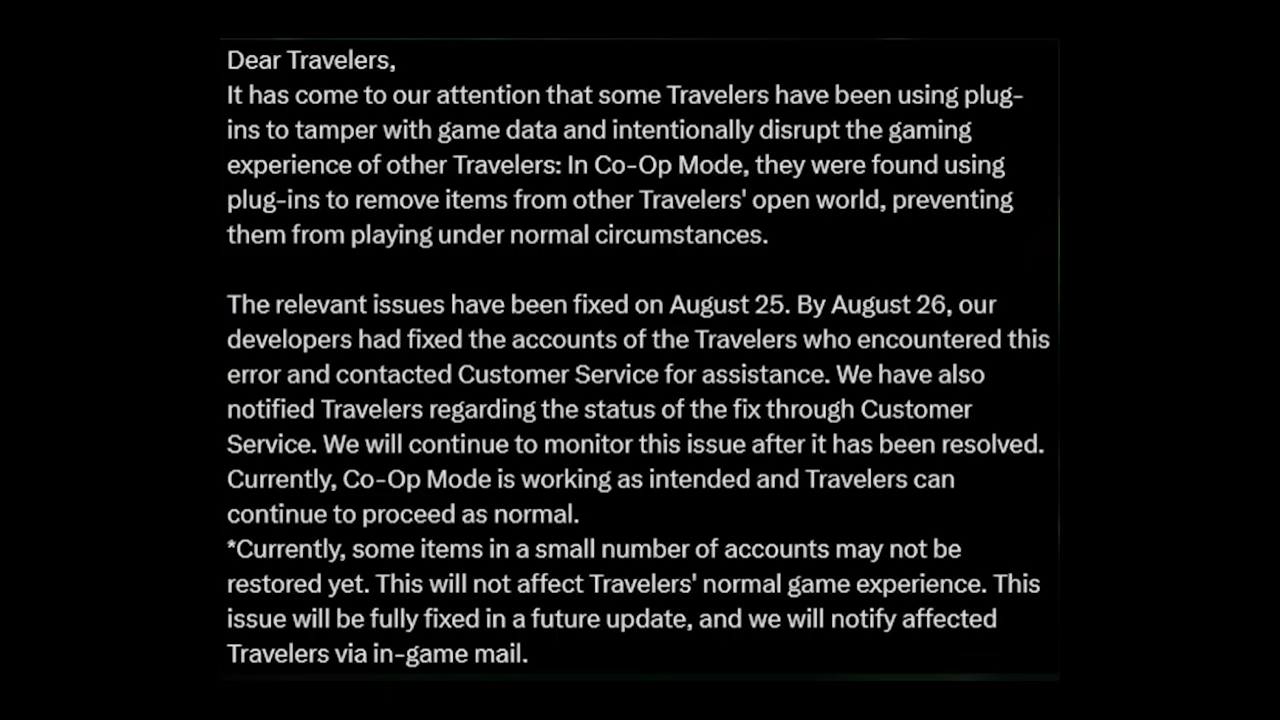 Dear Travelers,
It has come to our attention that some Travelers have been using plug-
ins to tamper with game data and intentionally disrupt the gaming
experience of other Travelers: In Co-Op Mode, they were found using
plug-ins to remove items from other Travelers' open world, preventing
them from playing under normal circumstances.
The relevant issues have been fixed on August 25. By August 26, our
developers had fixed the accounts of the Travelers who encountered this
error and contacted Customer Service for assistance. We have also
notified Travelers regarding the status of the fix through Customer
Service. We will continue to monitor this issue after it has been resolved.
Currently, Co-Op Mode is working as intended and Travelers can
continue to proceed as normal.
*Currently, some items in a small number of accounts may not be
restored yet. This will not affect Travelers' normal game experience. This
issue will be fully fixed in a future update, and we will notify affected
Travelers via in-game mail.